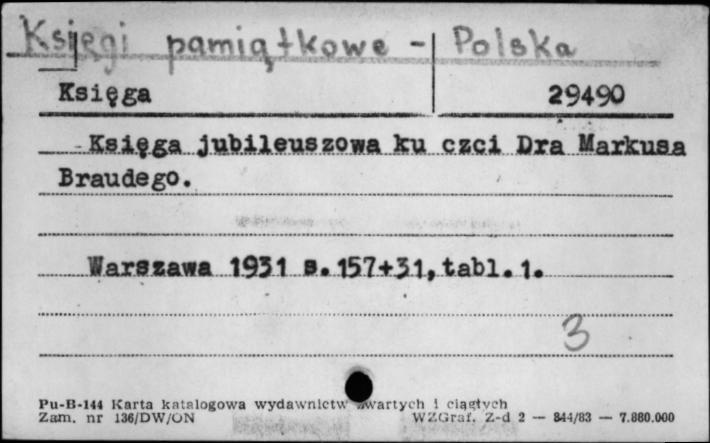 Księgi pamiątkowe - Polska
Księga 29490
- Księga jubileuszowa ku czci Dra Markusa
Braudego.
Warszawa 1931 s. 157+31, tabl. 1.
3
Pu-B-144 Karta katalogowa wydawnictw zwartych i ciągłych
Zam. nr 136/DW/ON WZGraf. Z-d 2 — 844/83 — 7.880.000